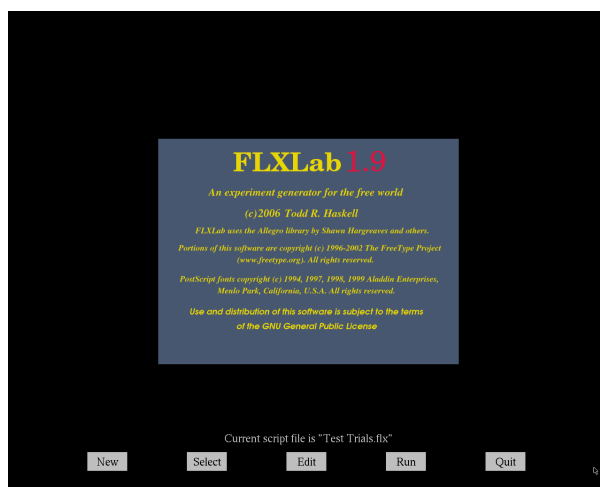 FLXLab 1.9
An experiment generator for the free world
(c)2006 Todd R. Haskell
FLXLab uses the Allegro library by Shawn Hargreaves and others.
Portions of this software are copyright (c) 1996-2002 The FreeType Project
(www.freetype.org). All rights reserved.
PostScript fonts copyright (c) 1994, 1997, 1998, 1999 Aladdin Enterprises,
Menlo Park, California, U.S.A. All rights reserved.
Use and distribution of this software is subject to the terms
of the GNU General Public License
Current script file is "Test Trials.flx"
New Select Edit Run Quit